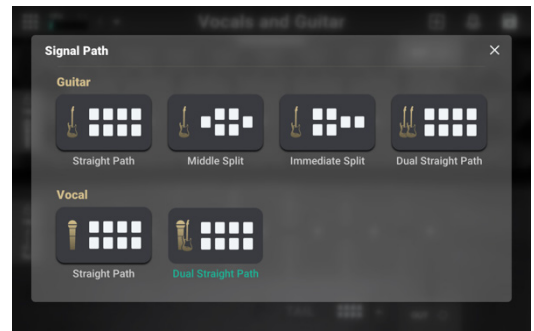 Vocals and Guitar
Signal Path
Guitar
Straight Path
Middle Split
Immediate Split
Dual Straight Path
Vocal
Straight Path
Dual Straight Path